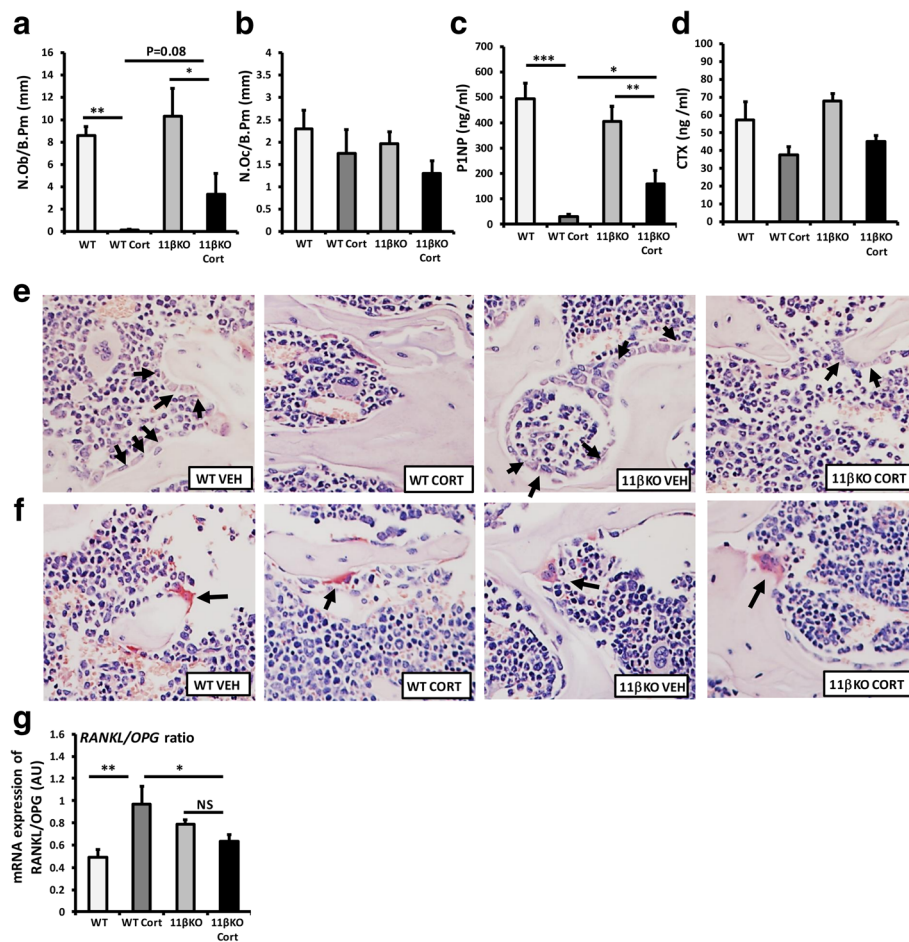 a
P=0.08
*
**
N.Ob/B.Pm (mm)
16
14
12
10
8
6
4
2
0
WT
WT Cort
11βKO
11βKO
Cort
b
N.Oc/B.Pm (mm)
4
3.5
3
2.5
2
1.5
1
0.5
0
WT
WT Cort
11βKO
11βKO
Cort
c
***
*
**
P1NP (ng/ml)
700
600
500
400
300
200
100
0
WT
WT Cort
11βKO
11βKO
Cort
d
CTX (ng /ml)
100
90
80
70
60
50
40
30
20
10
0
WT
WT Cort
11βKO
11βKO
Cort
e
WT VEH
WT CORT
11βKO VEH
11βKO CORT
f
WT VEH
WT CORT
11βKO VEH
11βKO CORT
g
RANKL/OPG ratio
**
*
NS
mRNA expression of
RANKL/OPG (AU)
1.6
1.4
1.2
1
0.8
0.6
0.4
0.2
0
WT
WT Cort
11βKO
11βKO
Cort